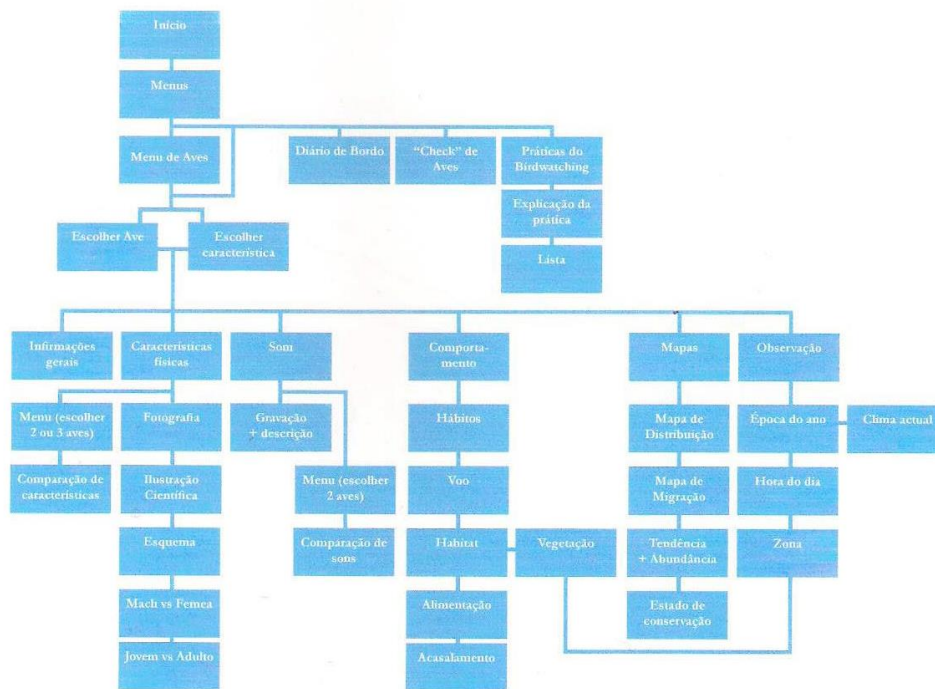 Início
Menus
Menu de Aves
Diário de Bordo
“Check” de
Aves
Práticas do
Birdwatching
Explicação da
prática
Lista
Escolher Ave
Escolher
característica
Infirmações
gerais
Características
físicas
Som
Comporta-
mento
Mapas
Observação
Menu (escolher
2 ou 3 aves)
Fotografia
Gravação
+ descrição
Hábitos
Mapa de
Distribuição
Época do ano
Clima actual
Comparação de
características
Ilustração
Científica
Menu (escolher
2 aves)
Voo
Mapa de
Migração
Hora do dia
Esquema
Comparação de
sons
Habitat
Vegetação
Tendência
+ Abundância
Zona
Mach vs Femea
Alimentação
Estado de
conservação
Jovem vs Adulto
Acasalamento